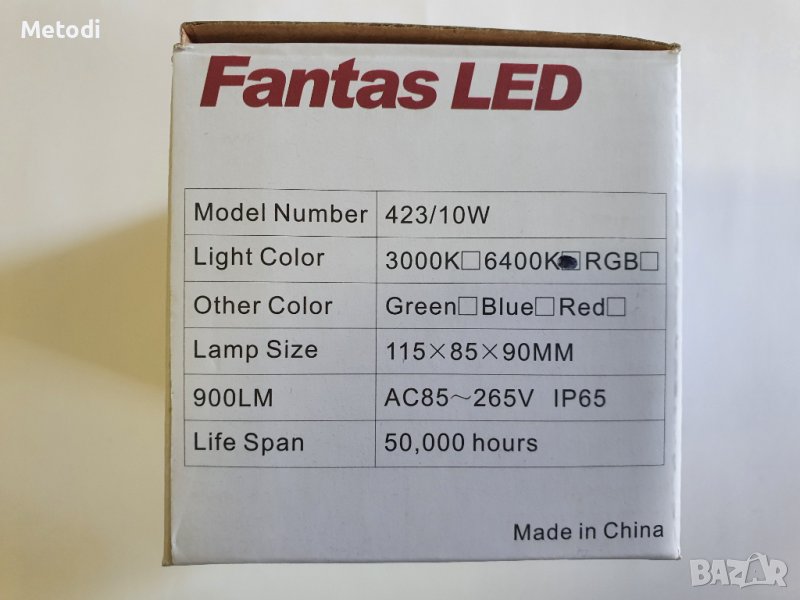 Metodi
Fantas LED
Model Number 423/10W
Light Color 3000K□6400K■RGB□
Other Color Green□Blue□Red□
Lamp Size 115×85×90MM
900LM AC85～265V IP65
Life Span 50,000 hours
Made in China
BAZAR